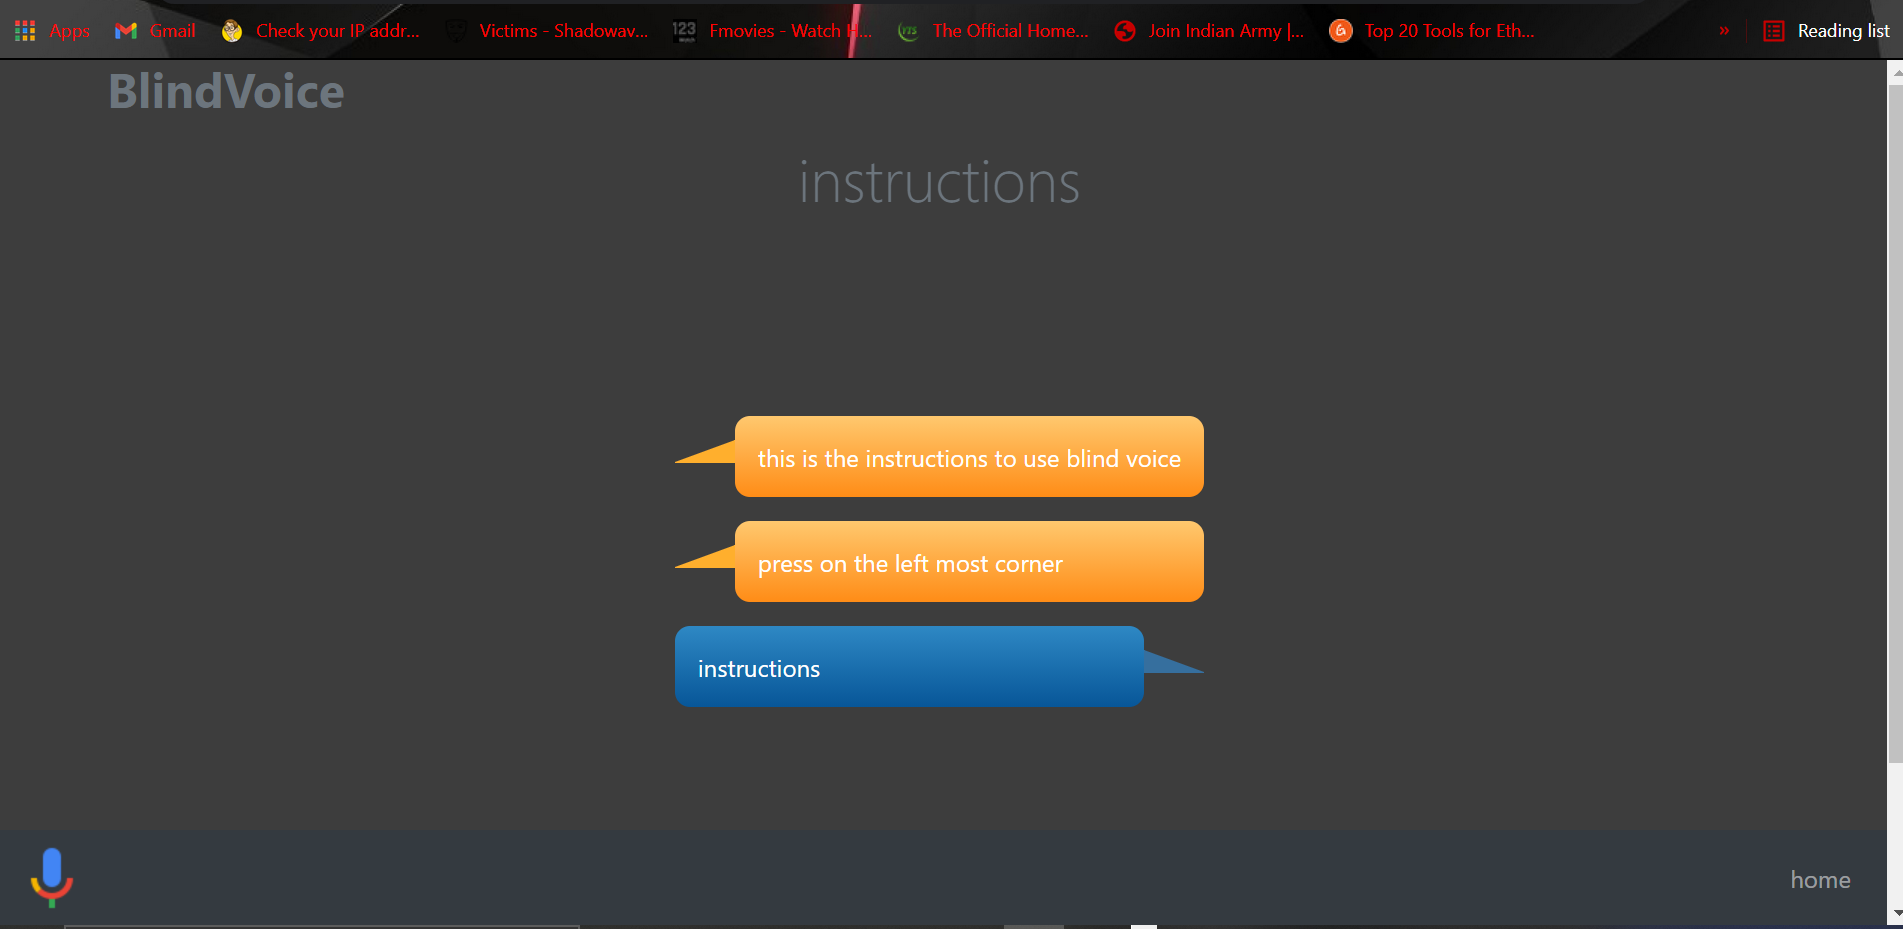 Apps Gmail Check your IP addr... Victims - Shadowav... 123 Fmovies - Watch H... YTS The Official Home... Join Indian Army |... Top 20 Tools for Eth... » Reading list
BlindVoice
instructions
this is the instructions to use blind voice
press on the left most corner
instructions
home